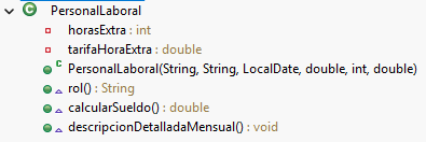 PersonalLaboral
horasExtra : int
tarifaHoraExtra : double
PersonalLaboral(String, String, LocalDate, double, int, double)
rol() : String
calcularSueldo() : double
descripcionDetalladaMensual() : void